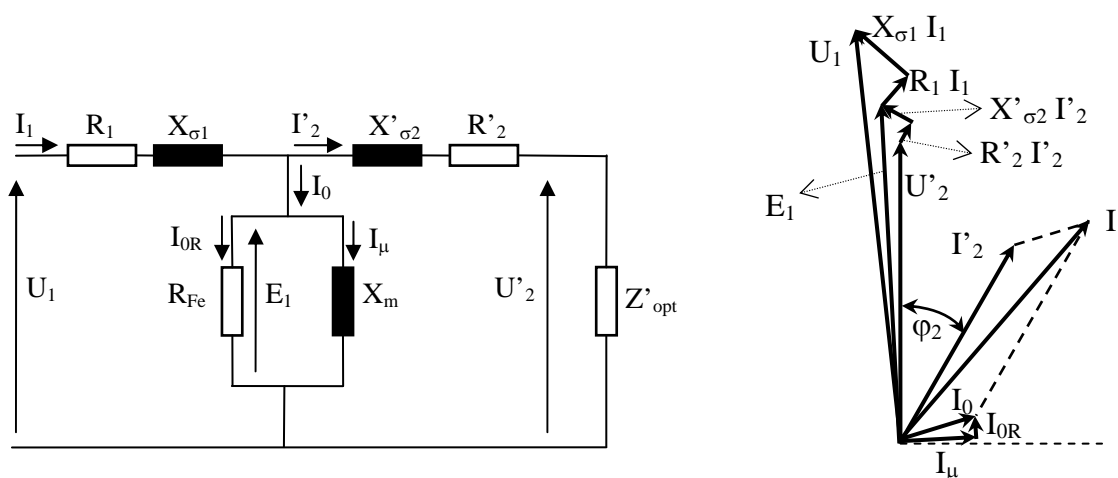 I₁ R₁ Xσ₁ I'₂ X'σ₂ R'₂
I₀
I₀R Iμ
U₁ RFe E₁ Xm U'₂ Z'opt
Xσ₁ I₁
U₁
R₁ I₁
X'σ₂ I'₂
R'₂ I'₂
E₁ U'₂
I'₂ I
φ₂
I₀
I₀R
Iμ